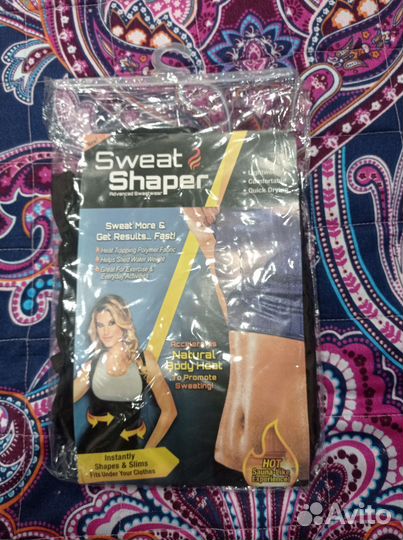 Sweat
Shaper
Advanced Sweatwear
Lightweight
Comfortable
Quick Drying
Sweat More &
Get Results... Fast!
Heat Trapping Polymer Fabric
Helps Shed Water Weight
Great For Exercise &
Everyday Activities
Accelerates
Natural
Body Heat
To Promote
Sweating!
Instantly
Shapes & Slims
Fits Under Your Clothes
HOT
Sauna-Like
Experience!
Avito